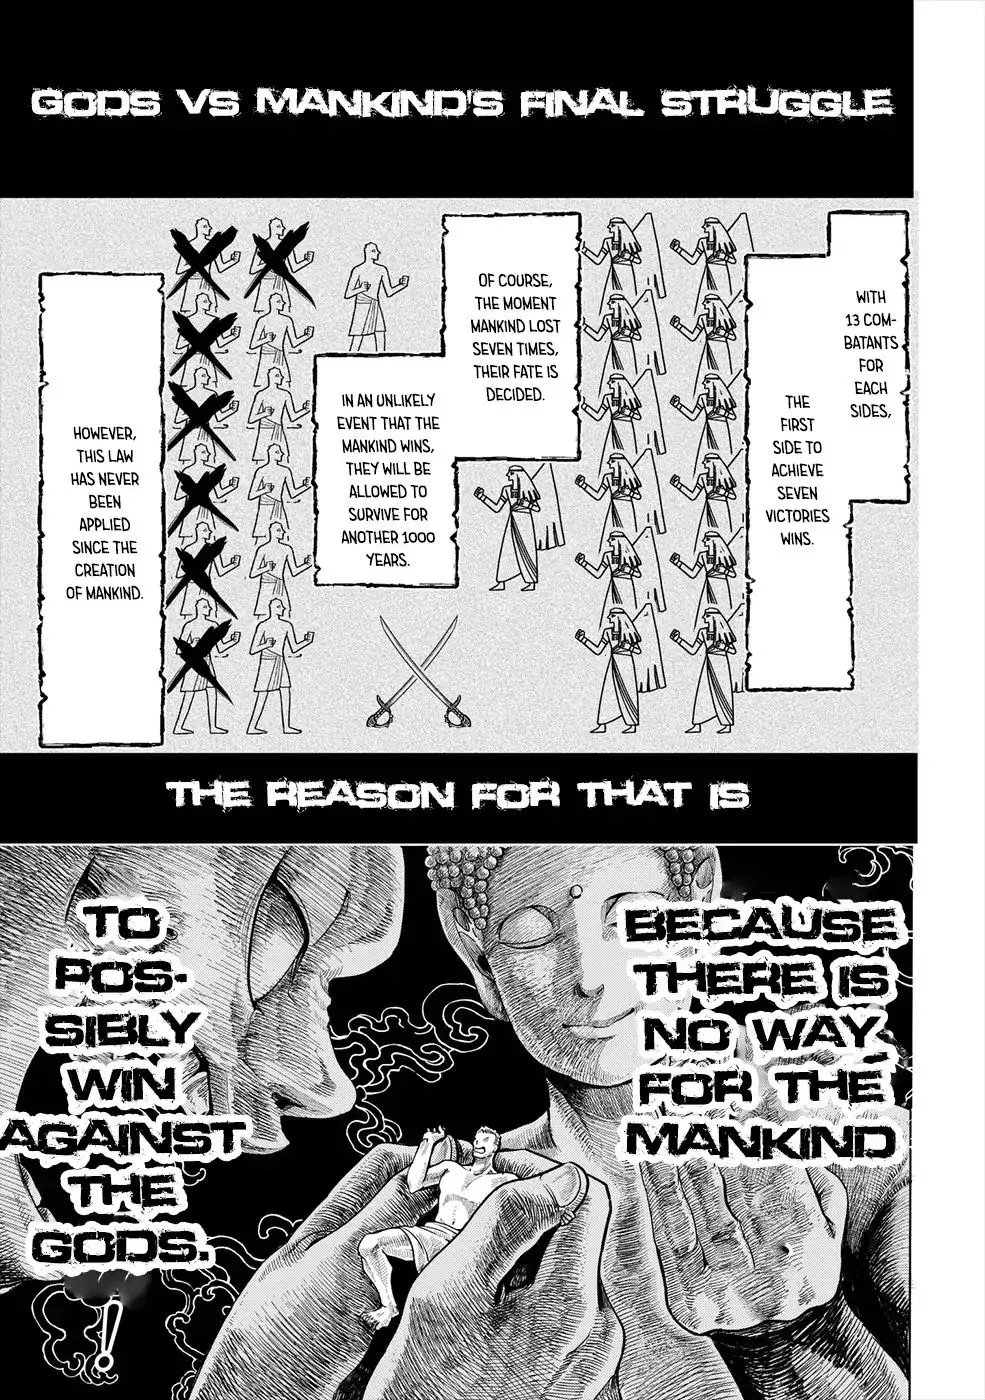 GODS VS MANKIND'S FINAL STRUGGLE
WITH
13 COM-
BATANTS
FOR
EACH
SIDES,
THE
FIRST
SIDE TO
ACHIEVE
SEVEN
VICTORIES
WINS.
OF COURSE,
THE MOMENT
MANKIND LOST
SEVEN TIMES,
THEIR FATE IS
DECIDED.
IN AN UNLIKELY
EVENT THAT THE
MANKIND WINS,
THEY WILL BE
ALLOWED TO
SURVIVE FOR
ANOTHER 1000
YEARS.
HOWEVER,
THIS LAW
HAS NEVER
BEEN
APPLIED
SINCE THE
CREATION
OF MANKIND.
THE REASON FOR THAT IS
BECAUSE
THERE IS
NO WAY
FOR THE
MANKIND
TO
POS-
SIBLY
WIN
AGAINST
THE
GODS.
!